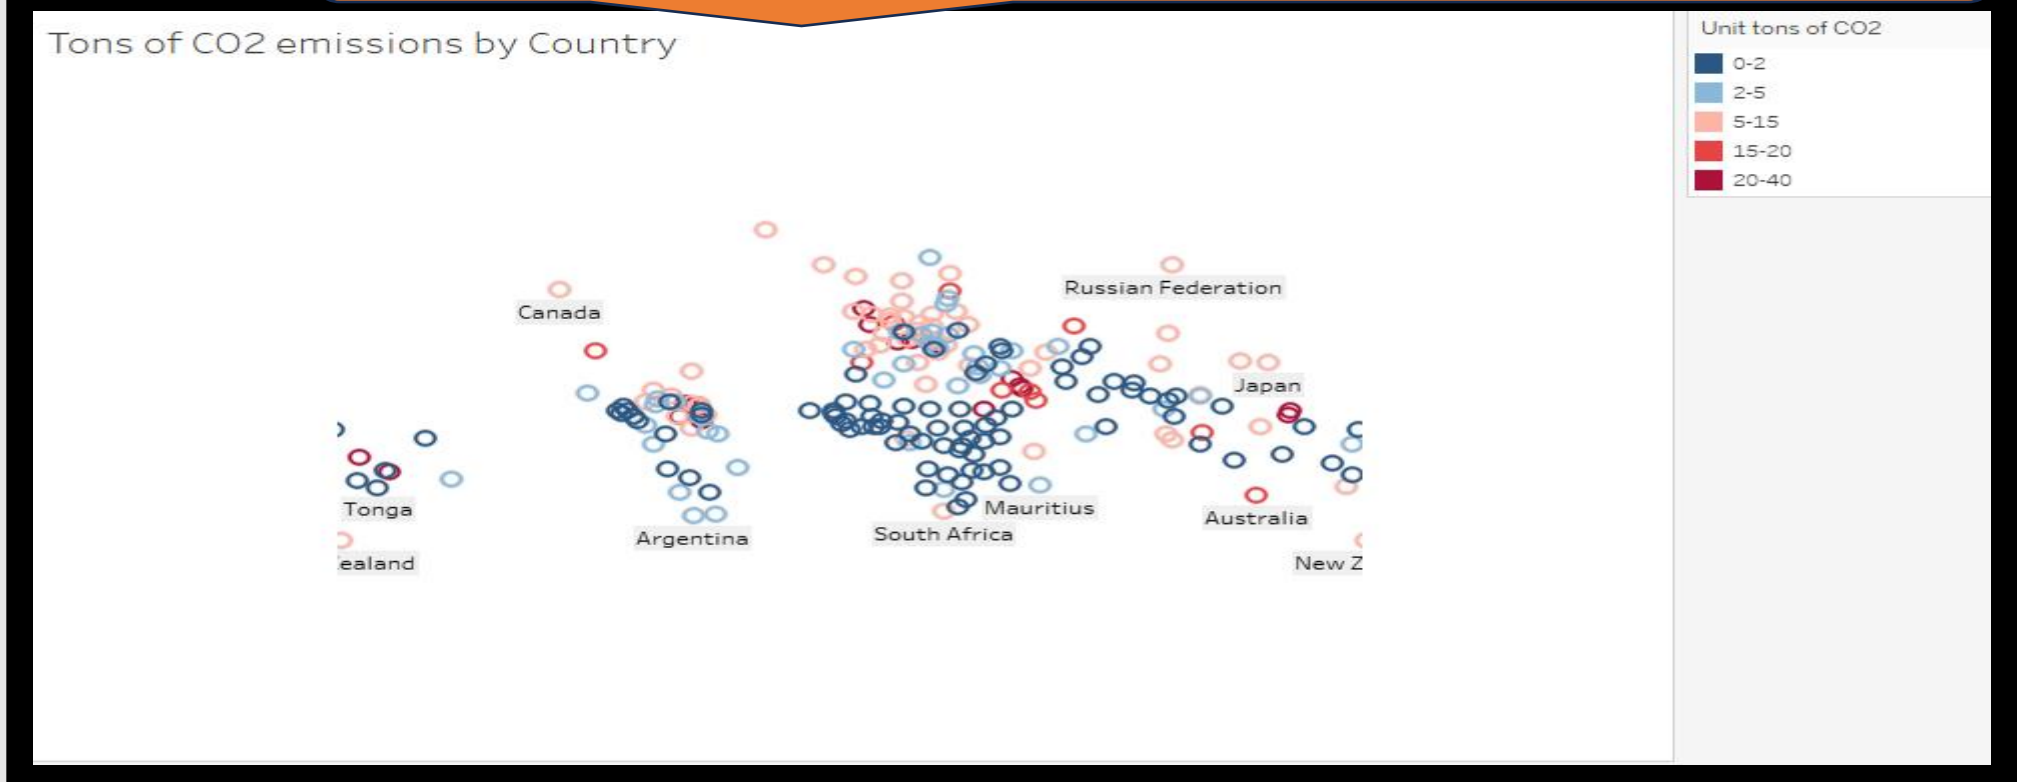 Tons of CO2 emissions by Country
Unit tons of CO2
0-2
2-5
5-15
15-20
20-40
Russian Federation
Canada
Japan
Tonga
Mauritius
Australia
South Africa
Argentina
ealand
New Z